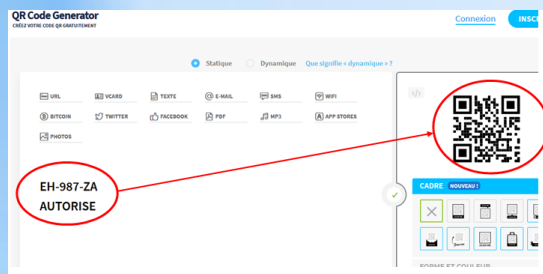 QR Code Generator
CRÉEZ VOTRE CODE QR GRATUITEMENT
Connexion
INSCRI
Statique
Dynamique
Que signifie « dynamique » ?
URL
VCARD
TEXTE
E-MAIL
SMS
WIFI
BITCOIN
TWITTER
FACEBOOK
PDF
MP3
APP STORES
PHOTOS
EH-987-ZA
AUTORISE
CADRE NOUVEAU !
FORME ET COULEUR